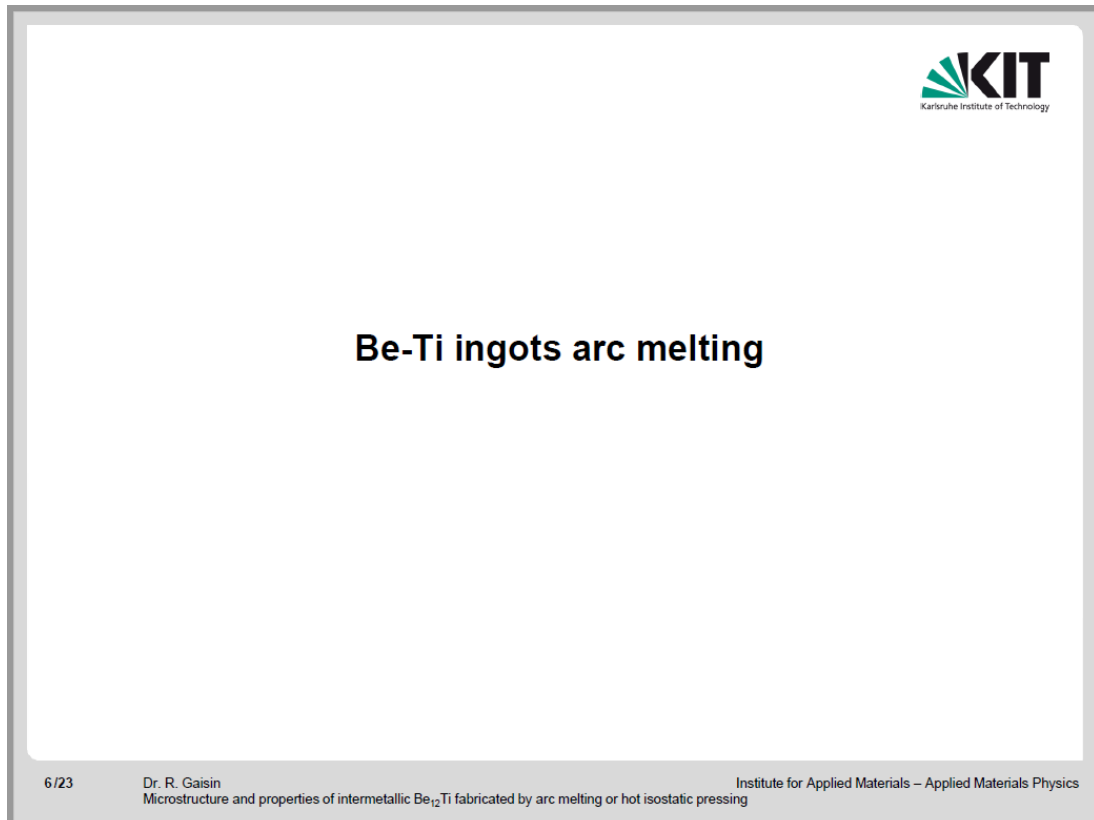 KIT
Karlsruhe Institute of Technology
Be-Ti ingots arc melting
6/23
Dr. R. Gaisin
Institute for Applied Materials – Applied Materials Physics
Microstructure and properties of intermetallic Be₁₂Ti fabricated by arc melting or hot isostatic pressing